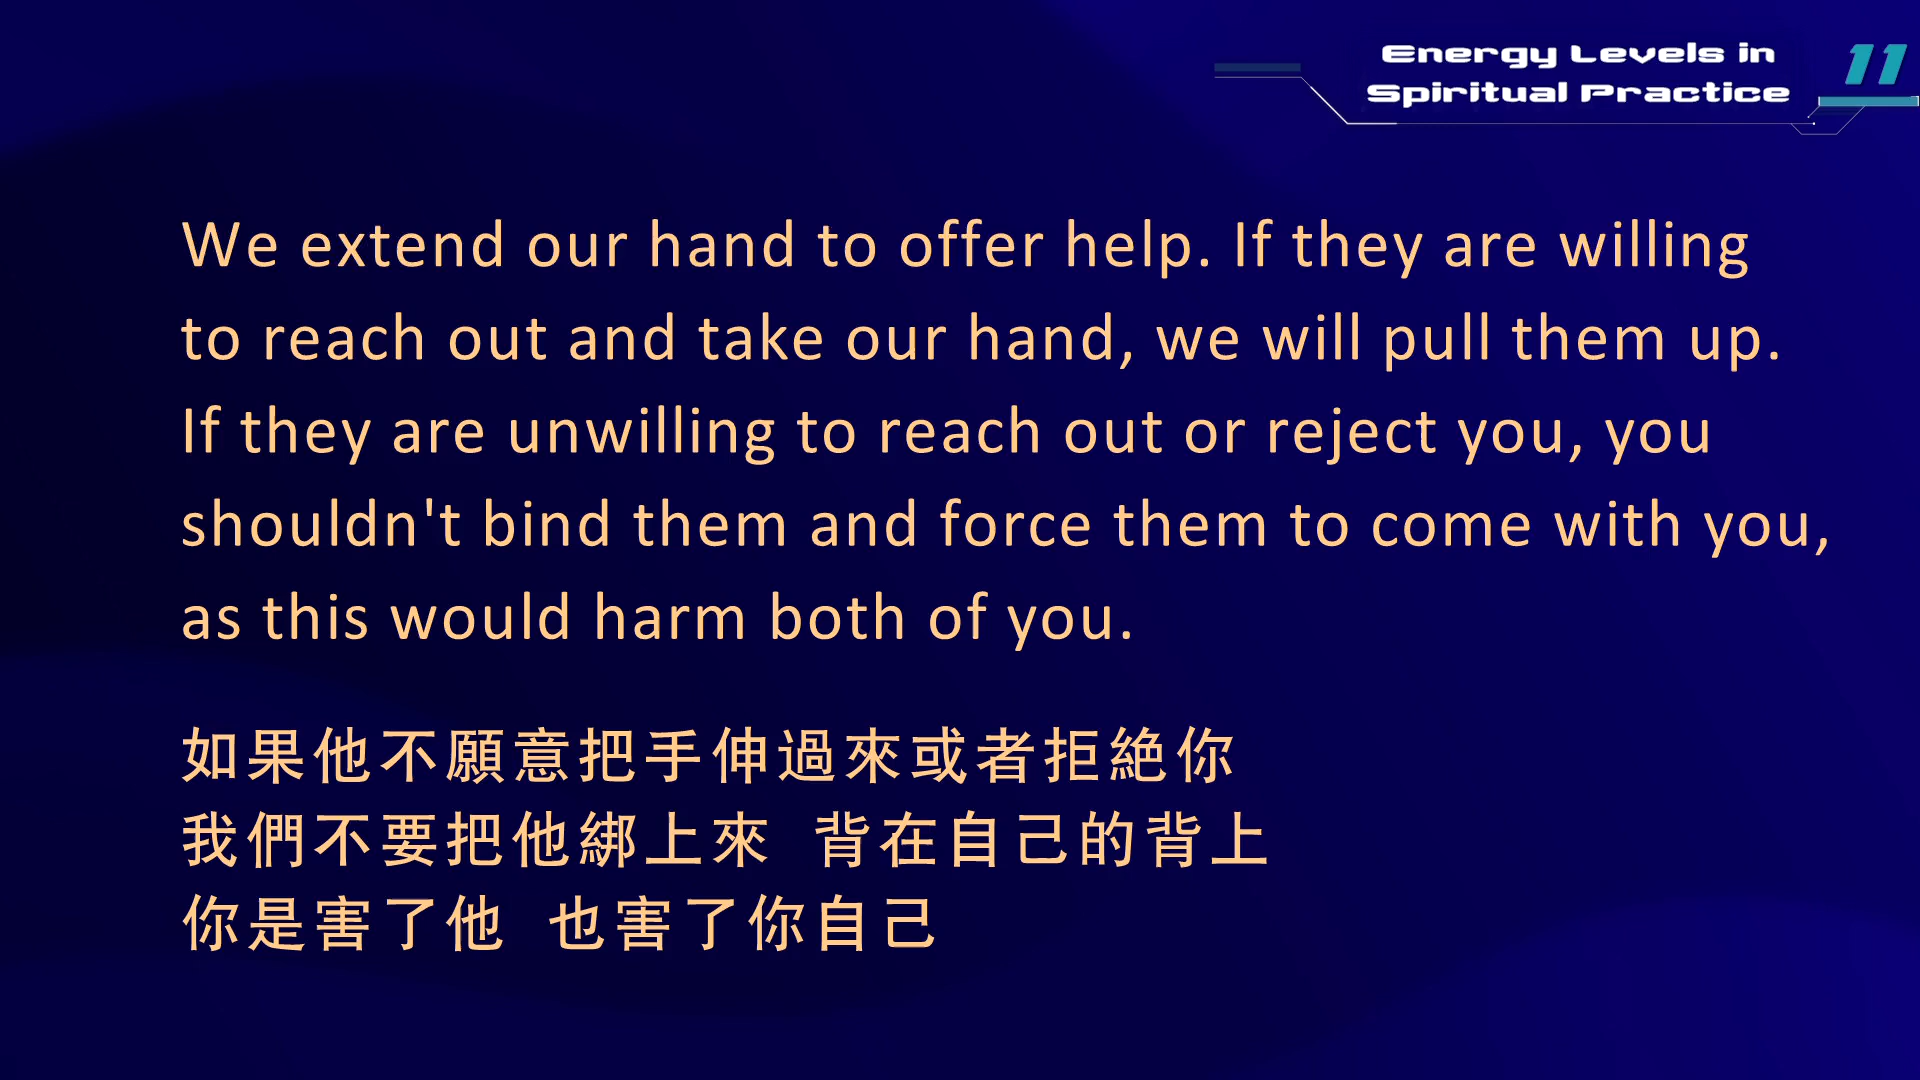 Energy Levels in
Spiritual Practice
11
We extend our hand to offer help. If they are willing
to reach out and take our hand, we will pull them up.
If they are unwilling to reach out or reject you, you
shouldn't bind them and force them to come with you,
as this would harm both of you.
如果他不願意把手伸過來或者拒絕你
我們不要把他綁上來 背在自己的背上
你是害了他 也害了你自己